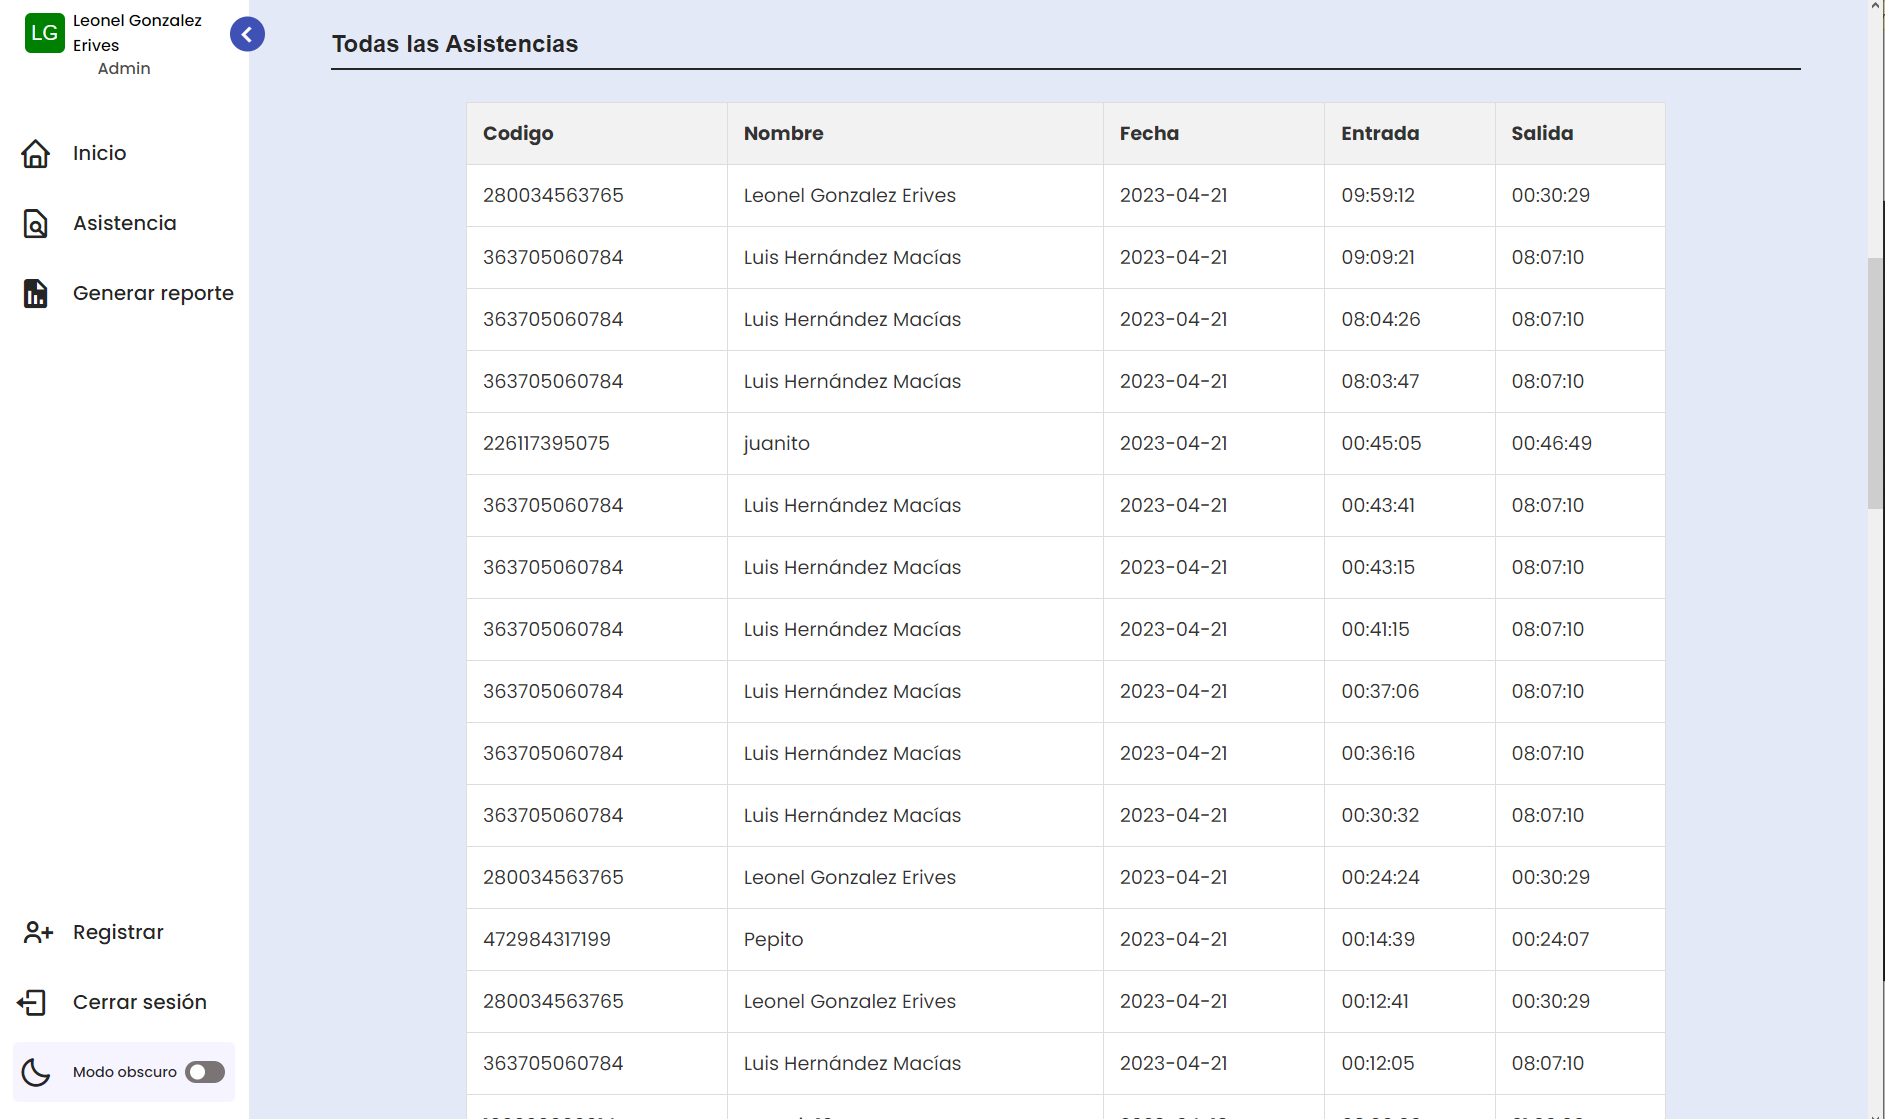 LG
Leonel Gonzalez
Erives
Admin
Inicio
Asistencia
Generar reporte
Registrar
Cerrar sesión
Modo obscuro
Todas las Asistencias
Codigo Nombre Fecha Entrada Salida
280034563765 Leonel Gonzalez Erives 2023-04-21 09:59:12 00:30:29
363705060784 Luis Hernández Macías 2023-04-21 09:09:21 08:07:10
363705060784 Luis Hernández Macías 2023-04-21 08:04:26 08:07:10
363705060784 Luis Hernández Macías 2023-04-21 08:03:47 08:07:10
226117395075 juanito 2023-04-21 00:45:05 00:46:49
363705060784 Luis Hernández Macías 2023-04-21 00:43:41 08:07:10
363705060784 Luis Hernández Macías 2023-04-21 00:43:15 08:07:10
363705060784 Luis Hernández Macías 2023-04-21 00:41:15 08:07:10
363705060784 Luis Hernández Macías 2023-04-21 00:37:06 08:07:10
363705060784 Luis Hernández Macías 2023-04-21 00:36:16 08:07:10
363705060784 Luis Hernández Macías 2023-04-21 00:30:32 08:07:10
280034563765 Leonel Gonzalez Erives 2023-04-21 00:24:24 00:30:29
472984317199 Pepito 2023-04-21 00:14:39 00:24:07
280034563765 Leonel Gonzalez Erives 2023-04-21 00:12:41 00:30:29
363705060784 Luis Hernández Macías 2023-04-21 00:12:05 08:07:10